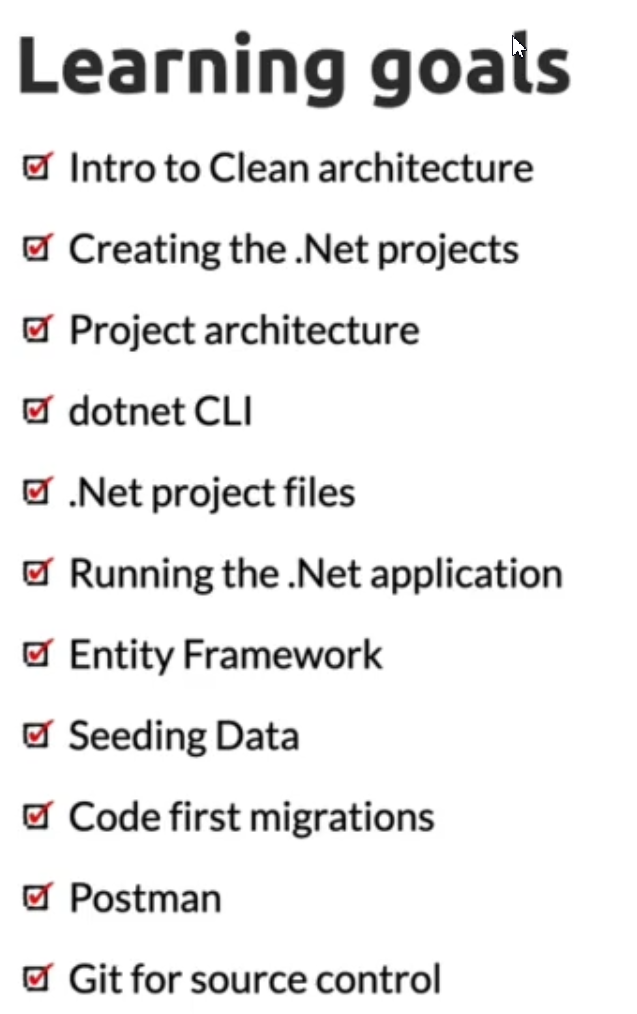 Learning goals
Intro to Clean architecture
Creating the .Net projects
Project architecture
dotnet CLI
.Net project files
Running the .Net application
Entity Framework
Seeding Data
Code first migrations
Postman
Git for source control